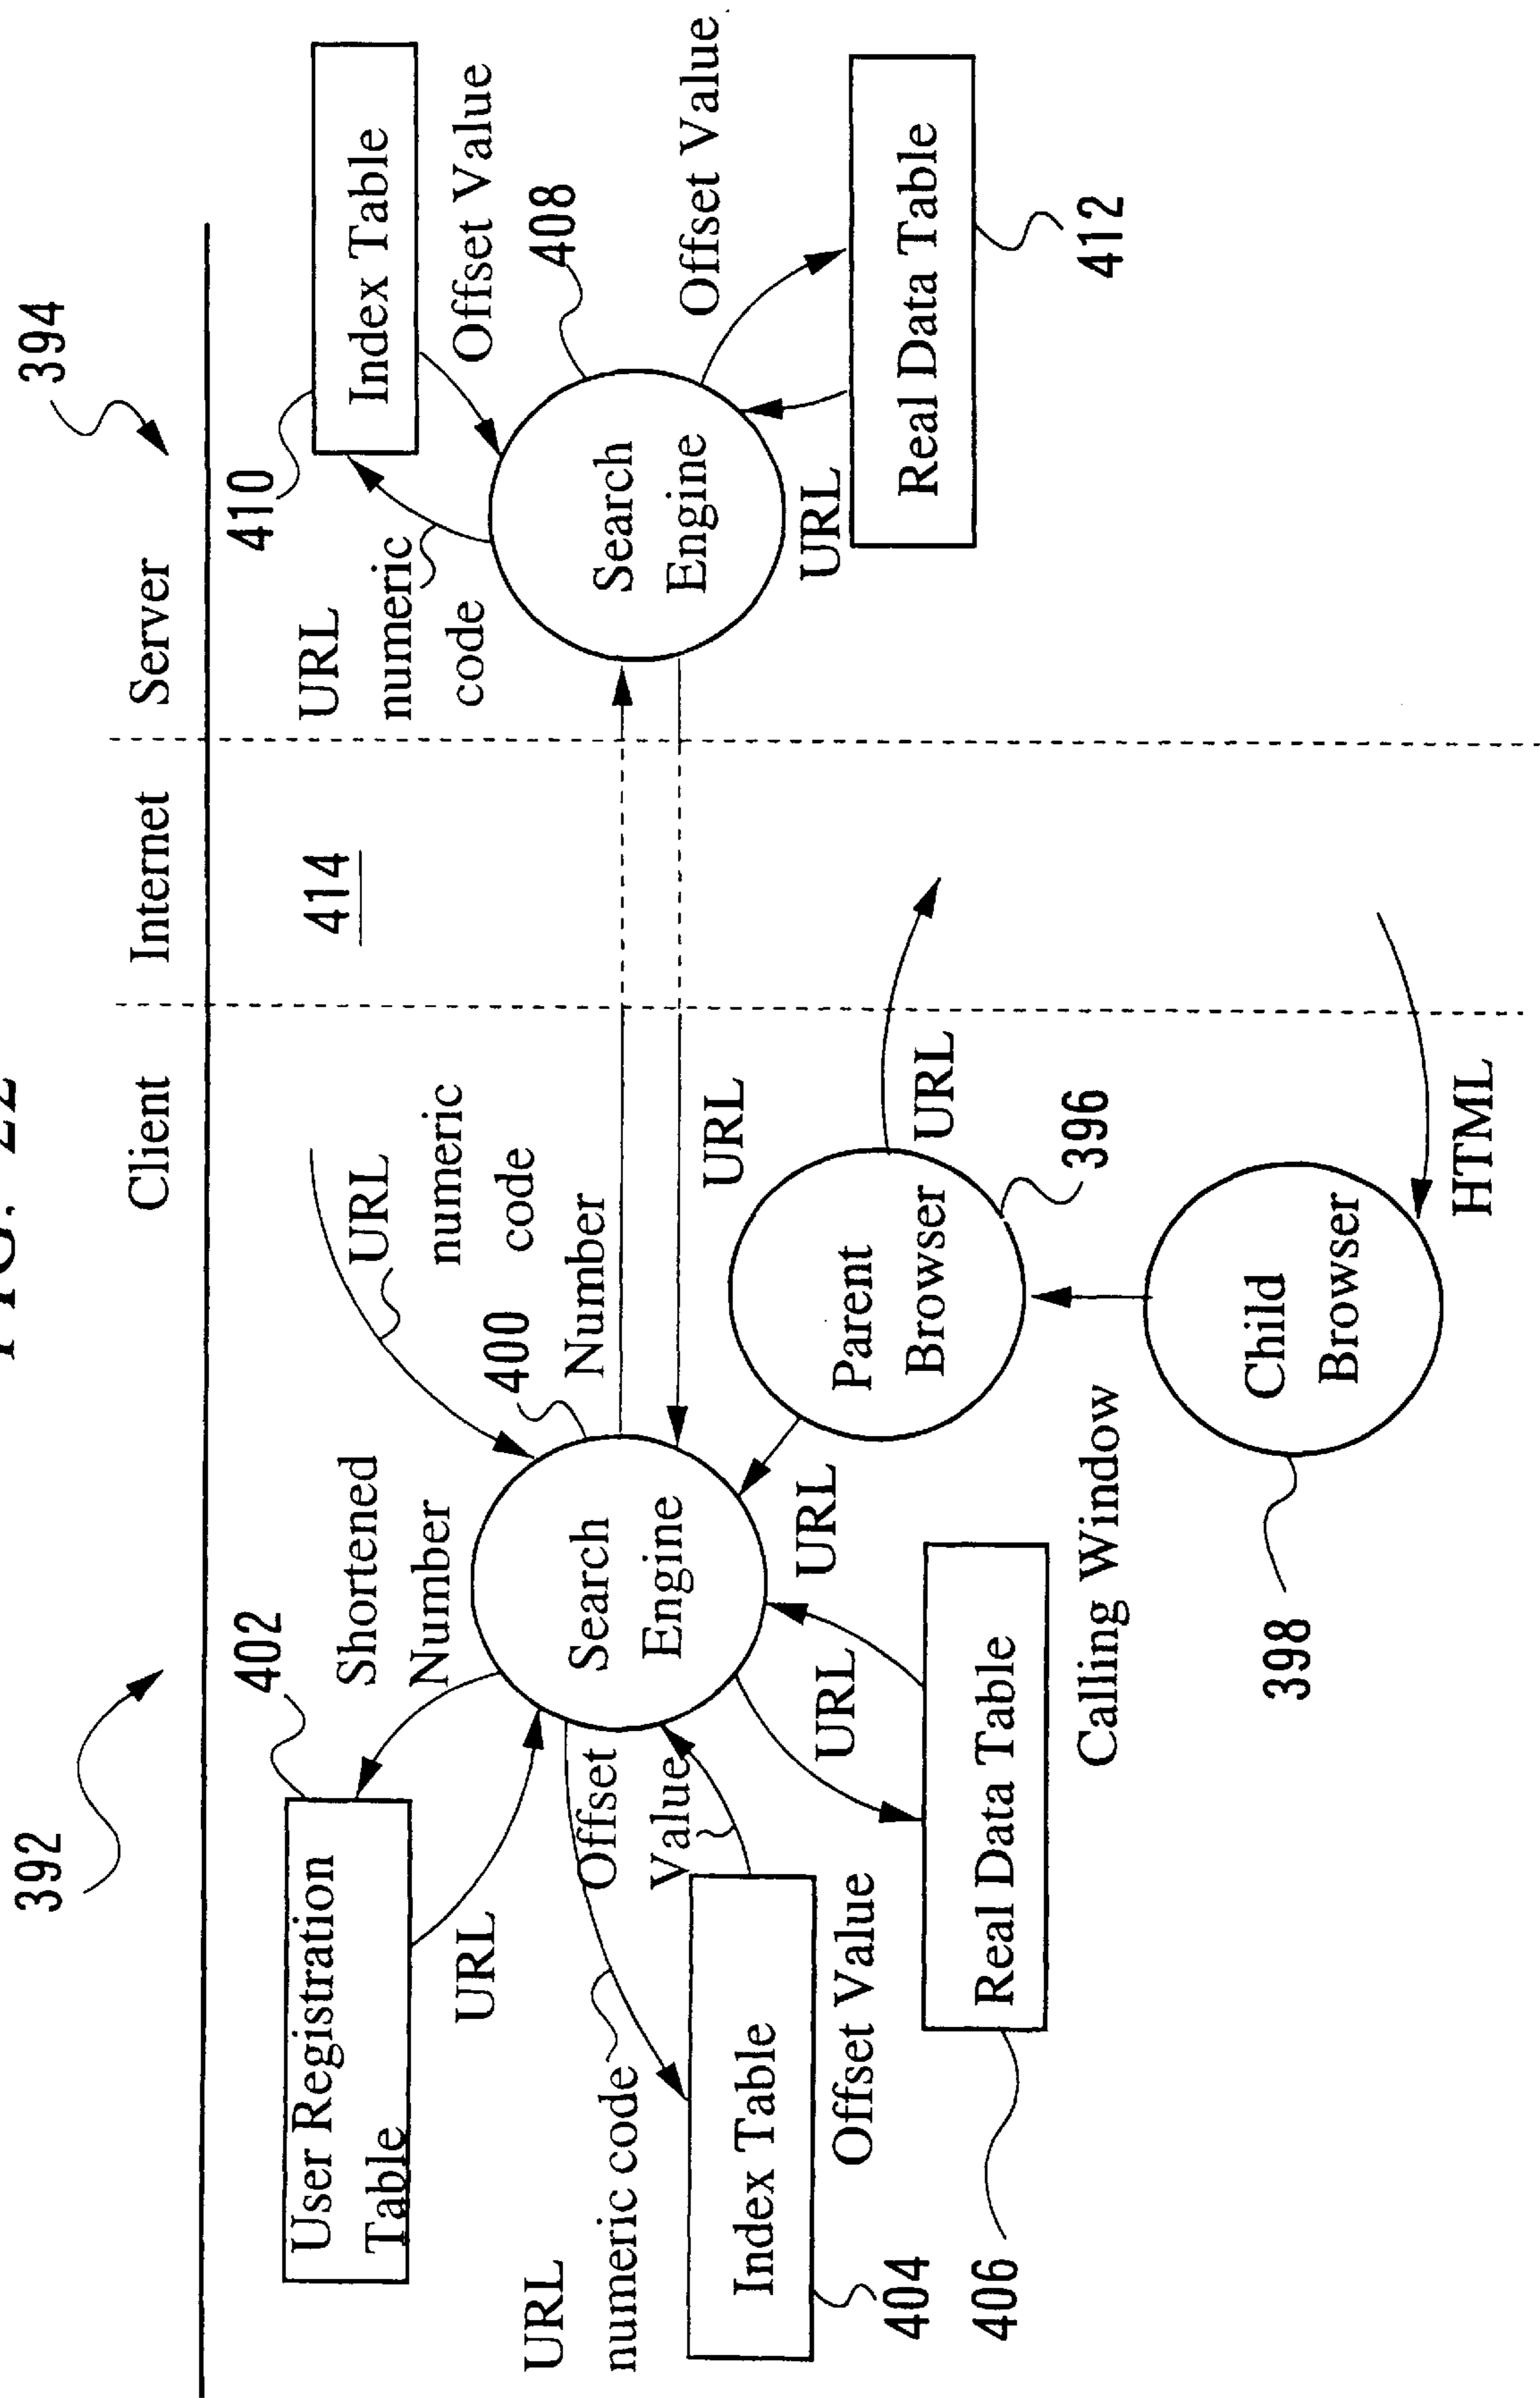 FIG. 22
392
394
Client
Internet
Server
402
User Registration
Table
Shortened
Number
URL
URL
numeric
code
400
Number
Search
Engine
Offset
Value
URL
numeric code
Index Table
404
Offset Value
URL
Real Data Table
406
URL
URL
Parent
Browser
396
URL
Calling Window
Child
Browser
398
HTML
414
410
Index Table
URL
numeric
code
Offset Value
408
Search
Engine
Offset Value
URL
Real Data Table
412